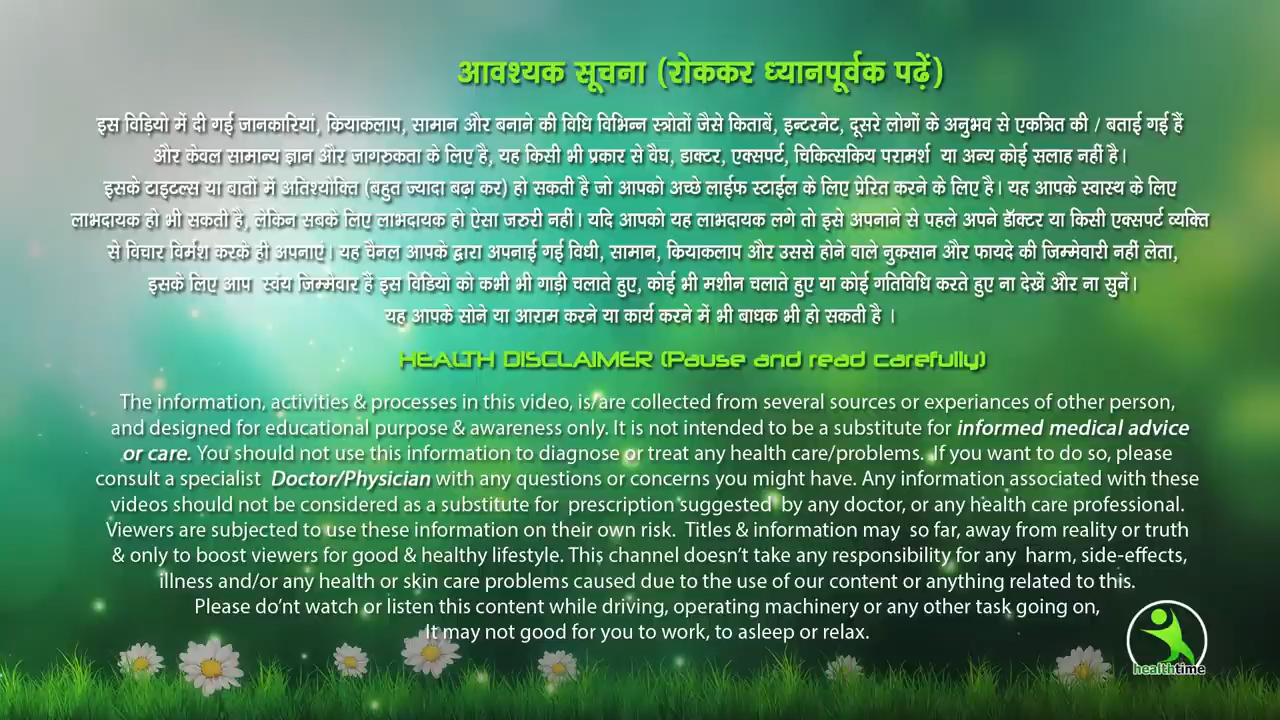 आवश्यक सूचना (रोककर ध्यानपूर्वक पढ़ें)
इस विड़ियो में दी गई जानकारियां, क्रियाकलाप, सामान और बनाने की विधि विभिन्न स्त्रोतों जैसे किताबें, इन्टरनेट, दूसरे लोगों के अनुभव से एकत्रित की / बताई गई हैं
और केवल सामान्य ज्ञान और जागरुकता के लिए है, यह किसी भी प्रकार से वैघ, डाक्टर, एक्सपर्ट, चिकित्सकिय परामर्श या अन्य कोई सलाह नहीं है।
इसके टाइटल्स या बातों में अतिश्योक्ति (बहुत ज्यादा बढ़ा कर) हो सकती है जो आपको अच्छे लाईफ स्टाईल के लिए प्रेरित करने के लिए है। यह आपके स्वास्थ के लिए
लाभदायक हो भी सकती है, लेकिन सबके लिए लाभदायक हो ऐसा जरुरी नहीं। यदि आपको यह लाभदायक लगे तो इसे अपनाने से पहले अपने डॉक्टर या किसी एक्सपर्ट व्यक्ति
से विचार विर्मश करके ही अपनाएं। यह चैनल आपके द्वारा अपनाई गई विधी, सामान, क्रियाकलाप और उससे होने वाले नुकसान और फायदे की जिम्मेवारी नहीं लेता,
इसके लिए आप स्वंय जिम्मेवार हैं इस विडियो को कभी भी गाड़ी चलाते हुए, कोई भी मशीन चलाते हुए या कोई गतिविधि करते हुए ना देखें और ना सुनें।
यह आपके सोने या आराम करने या कार्य करने में भी बाधक भी हो सकती है ।
HEALTH DISCLAIMER (Pause and read carefully)
The information, activities & processes in this video, is/are collected from several sources or experiances of other person,
and designed for educational purpose & awareness only. It is not intended to be a substitute for informed medical advice
or care. You should not use this information to diagnose or treat any health care/problems. If you want to do so, please
consult a specialist Doctor/Physician with any questions or concerns you might have. Any information associated with these
videos should not be considered as a substitute for prescription suggested by any doctor, or any health care professional.
Viewers are subjected to use these information on their own risk. Titles & information may so far, away from reality or truth
& only to boost viewers for good & healthy lifestyle. This channel doesn't take any responsibility for any harm, side-effects,
illness and/or any health or skin care problems caused due to the use of our content or anything related to this.
Please do'nt watch or listen this content while driving, operating machinery or any other task going on,
It may not good for you to work, to asleep or relax.
healthtime